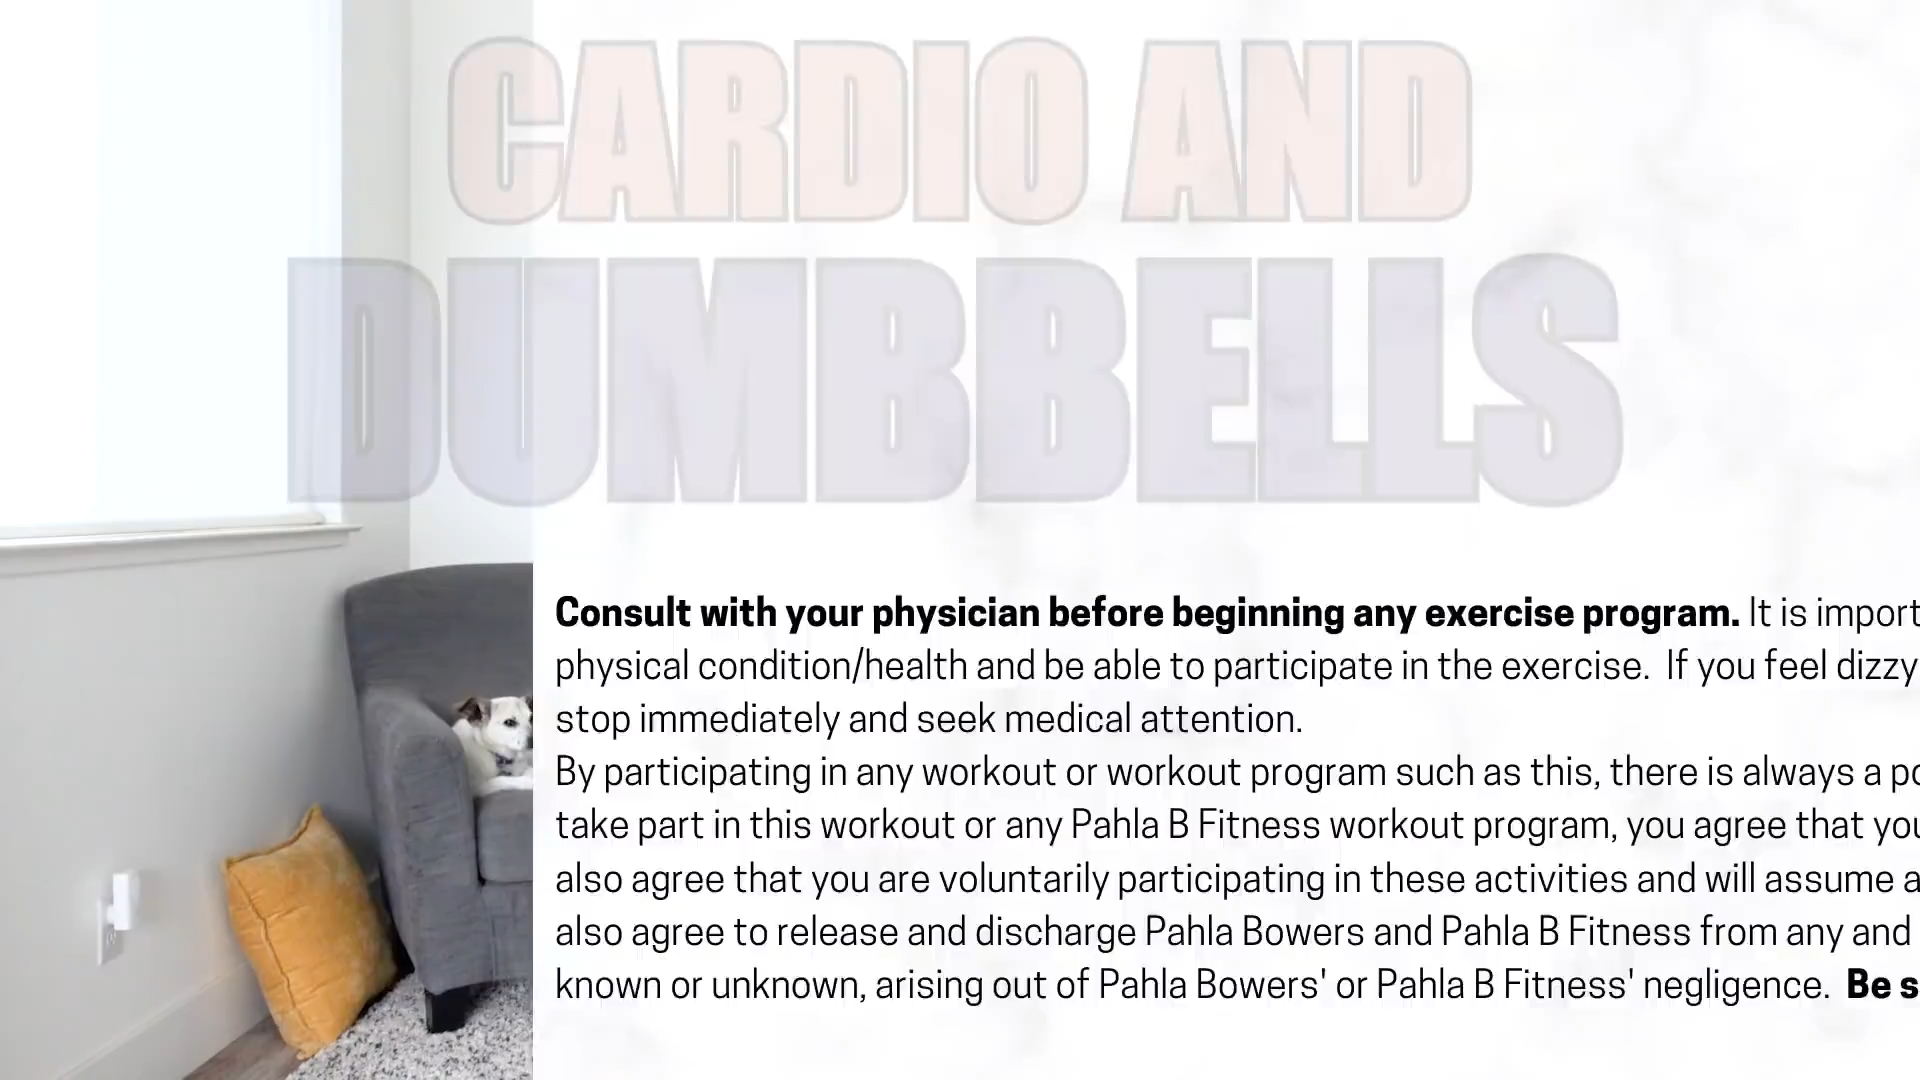 CARDIO AND
DUMBBELLS
Consult with your physician before beginning any exercise program. It is
physical condition/health and be able to participate in the exercise. If you feel dizzy
stop immediately and seek medical attention.
By participating in any workout or workout program such as this, there is always a
take part in this workout or any Pahla B Fitness workout program, you agree that
also agree that you are voluntarily participating in these activities and will assume
also agree to release and discharge Pahla Bowers and Pahla B Fitness from any and
known or unknown, arising out of Pahla Bowers' or Pahla B Fitness' negligence. Be